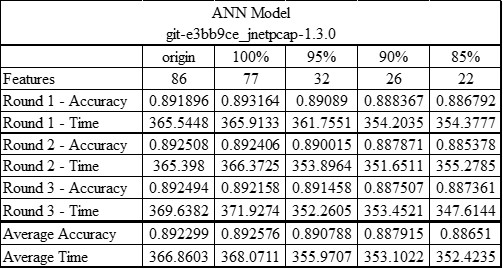 ANN Model
git-e3bb9ce_jnetpcap-1.3.0
origin 100% 95% 90% 85%
Features 86 77 32 26 22
Round 1 - Accuracy 0.891896 0.893164 0.89089 0.888367 0.886792
Round 1 - Time 365.5448 365.9133 361.7551 354.2035 354.3777
Round 2 - Accuracy 0.892508 0.892406 0.890015 0.887871 0.885378
Round 2 - Time 365.398 366.3725 353.8964 351.6511 355.2785
Round 3 - Accuracy 0.892494 0.892158 0.891458 0.887507 0.887361
Round 3 - Time 369.6382 371.9274 352.2605 353.4521 347.6144
Average Accuracy 0.892299 0.892576 0.890788 0.887915 0.88651
Average Time 366.8603 368.0711 355.9707 353.1022 352.4235